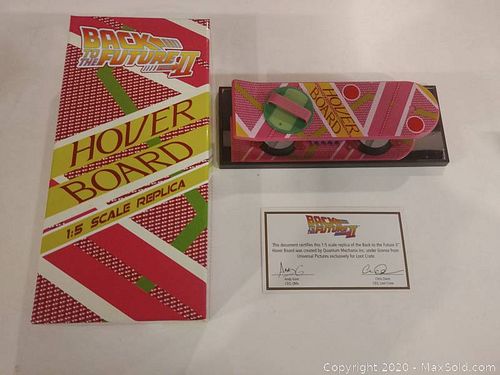 BACK
TO THE
FUTURE II
HOVER
BOARD
1:5 SCALE REPLICA
HOVER
BOARD
BACK
TO THE
FUTURE II
This document certifies this 1:5 scale replica of the Back to the Future II
Hover Board was created by Quantum Mechanix Inc. under license from
Universal Pictures exclusively for Loot Crate.
CEO, QMx
CEO, Loot Crate
Copyright 2020 - MaxSold.com